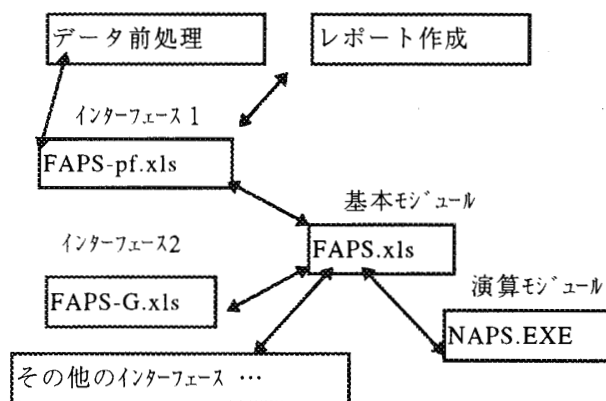 データ前処理
レポート作成
インターフェース 1
FAPS-pf.xls
基本モジュール
インターフェース2
FAPS.xls
FAPS-G.xls
演算モジュール
NAPS.EXE
その他のインターフェース …